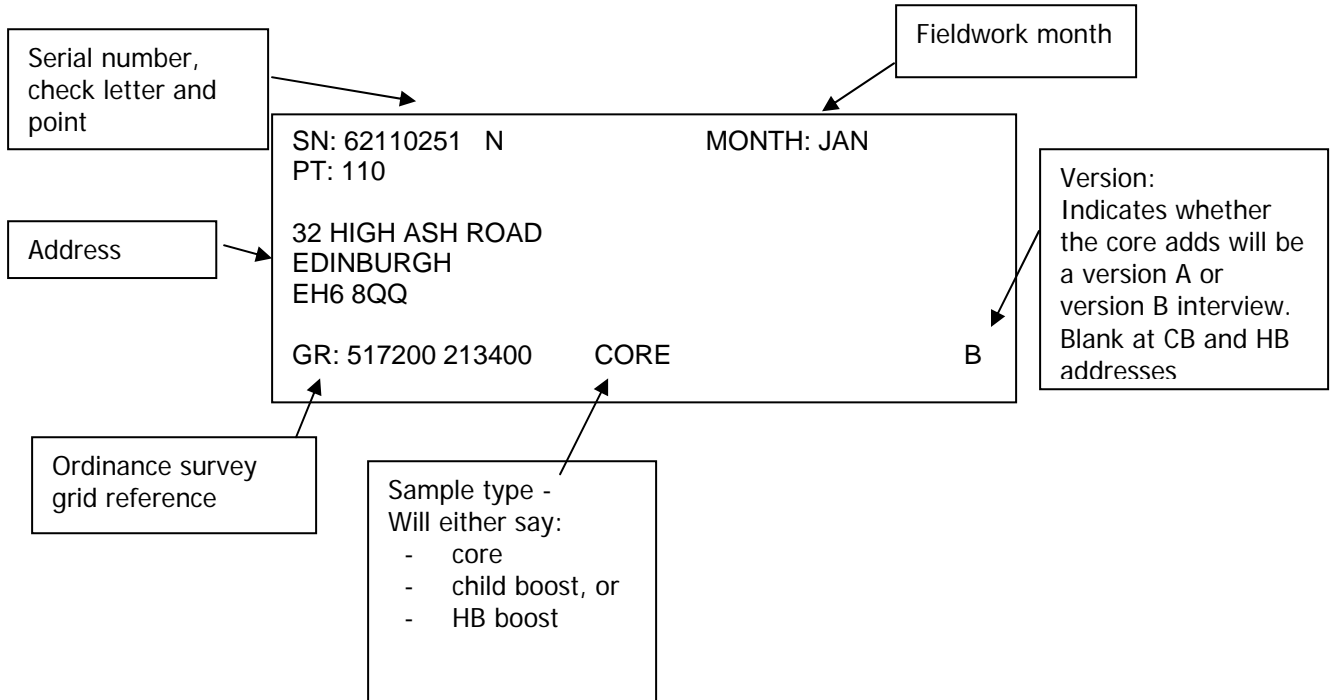 Serial number,
check letter and
point
Fieldwork month
SN: 62110251 N MONTH: JAN
PT: 110
32 HIGH ASH ROAD
EDINBURGH
EH6 8QQ
GR: 517200 213400 CORE B
Address
Version:
Indicates whether
the core adds will be
a version A or
version B interview.
Blank at CB and HB
addresses
Ordinance survey
grid reference
Sample type -
Will either say:
- core
- child boost, or
- HB boost